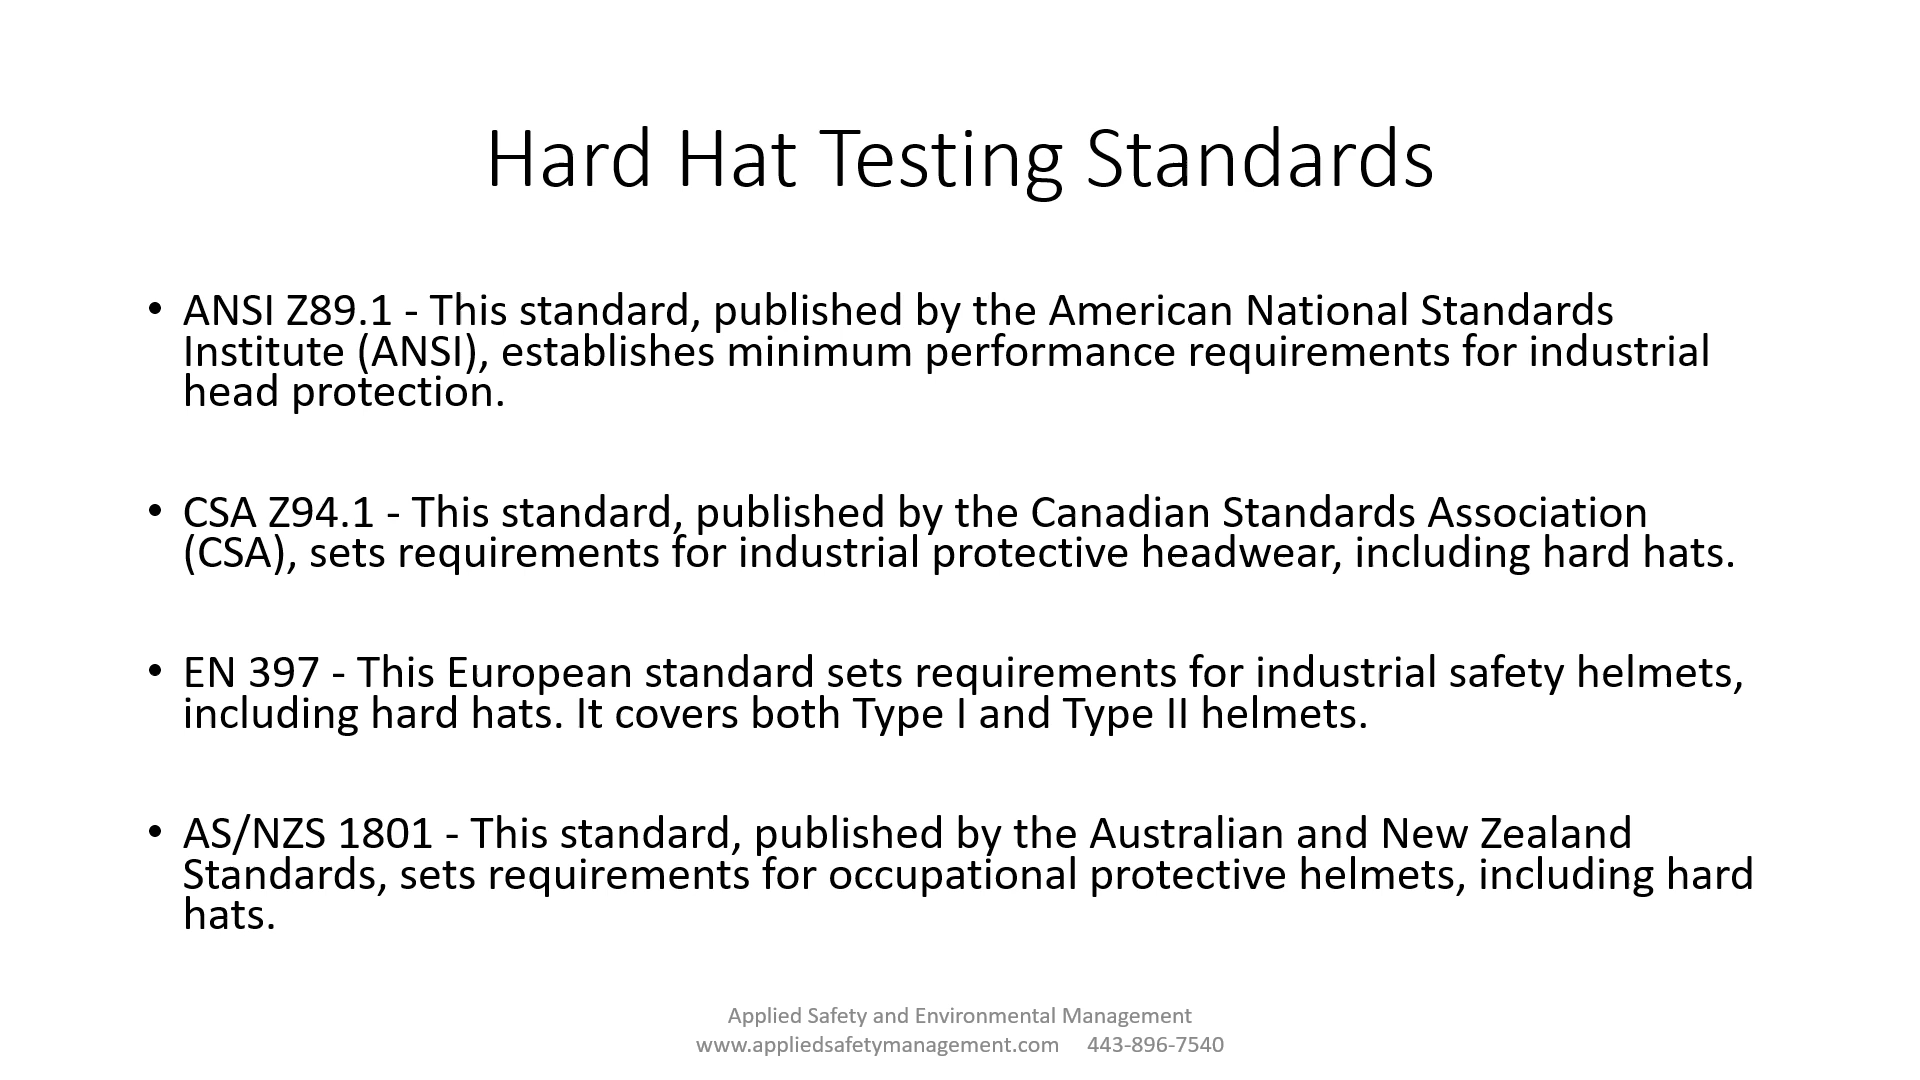 Hard Hat Testing Standards
• ANSI Z89.1 - This standard, published by the American National Standards
Institute (ANSI), establishes minimum performance requirements for industrial
head protection.
• CSA Z94.1 - This standard, published by the Canadian Standards Association
(CSA), sets requirements for industrial protective headwear, including hard hats.
• EN 397 - This European standard sets requirements for industrial safety helmets,
including hard hats. It covers both Type I and Type II helmets.
• AS/NZS 1801 - This standard, published by the Australian and New Zealand
Standards, sets requirements for occupational protective helmets, including hard
hats.
Applied Safety and Environmental Management
www.appliedsafetymanagement.com 443-896-7540